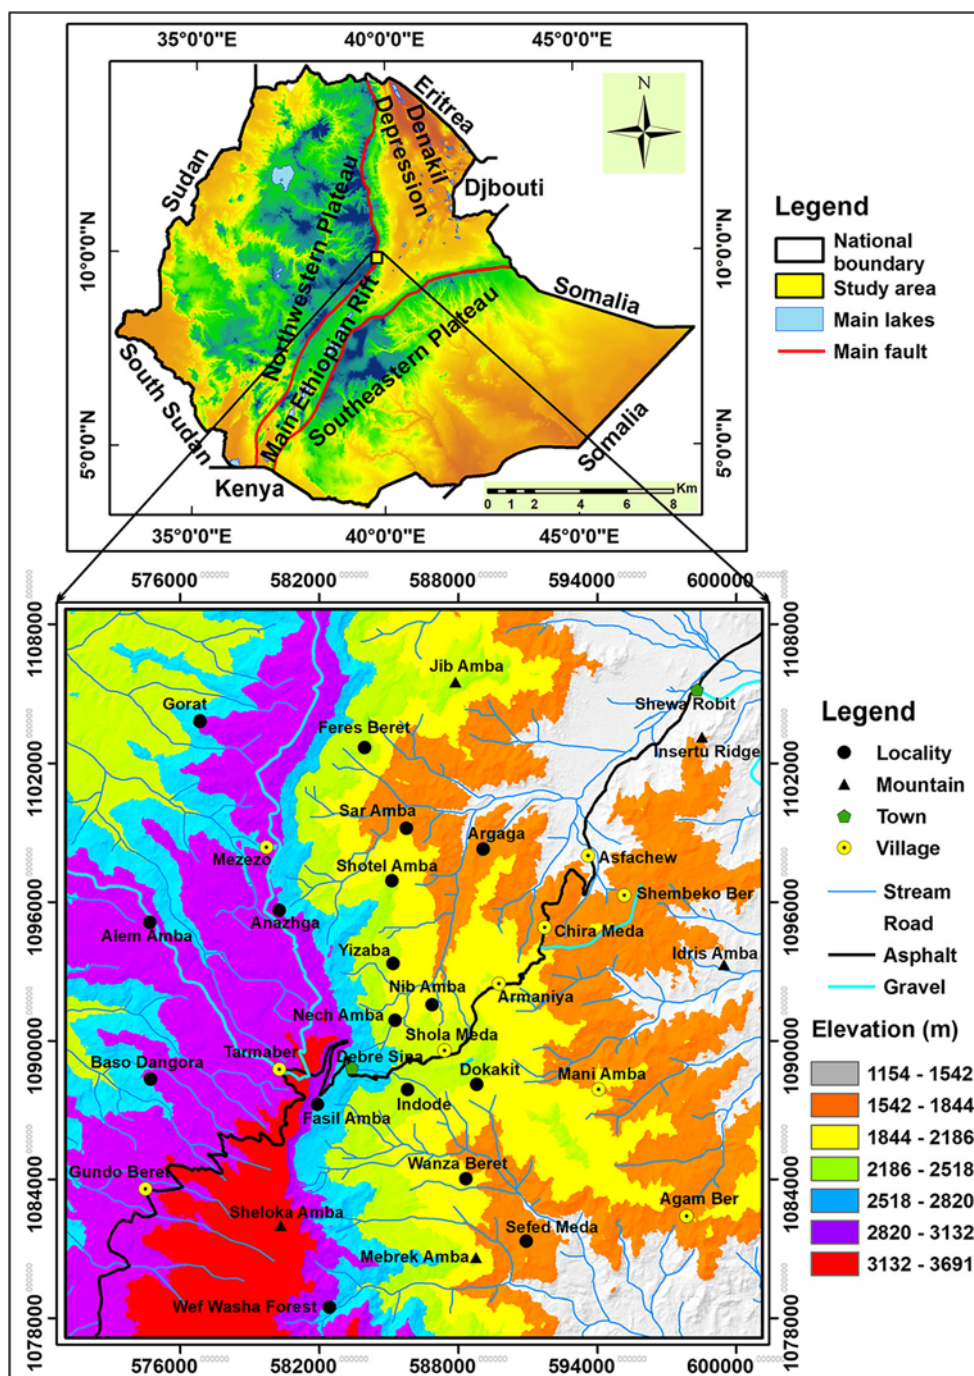 35°0'0"E 40°0'0"E 45°0'0"E
N
Eritrea
Denakil
Depression
Sudan
Djbouti
Northwestern Plateau
10°0'0"N
10°0'0"N
Main Ethiopian Rift
Southeastern Plateau
Somalia
South Sudan
Somalia
5°0'0"N
5°0'0"N
Kenya
Km
0 1 2 4 6 8
35°0'0"E 40°0'0"E 45°0'0"E
Legend
National
boundary
Study area
Main lakes
Main fault
576000 582000 588000 594000 600000
1108000
1108000
Jib Amba
Gorat
Shewa Robit
Feres Beret
Insertu Ridge
1102000
1102000
Sar Amba
Argaga
Mezezo
Shotel Amba
Asfachew
Shembeko Ber
1096000
1096000
Anazhga
Alem Amba
Chira Meda
Yizaba
Idris Amba
Nib Amba
Armaniya
Nech Amba
Shola Meda
1090000
1090000
Tarmaber
Debre Sina
Baso Dangora
Dokakit
Mani Amba
Indode
Fasil Amba
Wanza Beret
Gundo Beret
1084000
1084000
Agam Ber
Sheloka Amba
Sefed Meda
Mebrek Amba
Wef Washa Forest
1078000
1078000
576000 582000 588000 594000 600000
Legend
Locality
Mountain
Town
Village
Stream
Road
Asphalt
Gravel
Elevation (m)
1154 - 1542
1542 - 1844
1844 - 2186
2186 - 2518
2518 - 2820
2820 - 3132
3132 - 3691